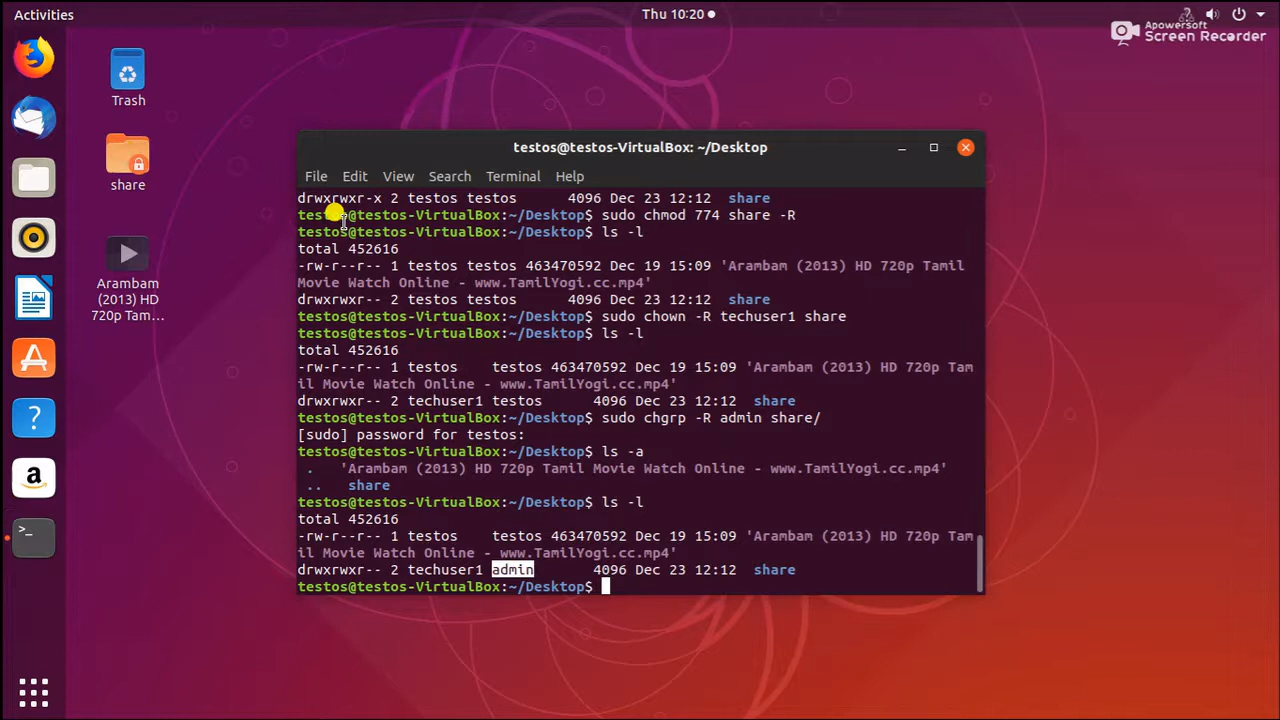 Activities
Thu 10:20
Apowersoft
Screen Recorder
Trash
share
Arambam
(2013) HD
720p Tam…
testos@testos-VirtualBox: ~/Desktop
File Edit View Search Terminal Help
drwxrwxr-x 2 testos testos      4096 Dec 23 12:12  share
testos@testos-VirtualBox:~/Desktop$ sudo chmod 774 share -R
testos@testos-VirtualBox:~/Desktop$ ls -l
total 452616
-rw-r--r-- 1 testos testos 463470592 Dec 19 15:09 'Arambam (2013) HD 720p Tamil
Movie Watch Online - www.TamilYogi.cc.mp4'
drwxrwxr-- 2 testos testos      4096 Dec 23 12:12  share
testos@testos-VirtualBox:~/Desktop$ sudo chown -R techuser1 share
testos@testos-VirtualBox:~/Desktop$ ls -l
total 452616
-rw-r--r-- 1 testos    testos 463470592 Dec 19 15:09 'Arambam (2013) HD 720p Tam
il Movie Watch Online - www.TamilYogi.cc.mp4'
drwxrwxr-- 2 techuser1 testos      4096 Dec 23 12:12  share
testos@testos-VirtualBox:~/Desktop$ sudo chgrp -R admin share/
[sudo] password for testos:
testos@testos-VirtualBox:~/Desktop$ ls -a
.   'Arambam (2013) HD 720p Tamil Movie Watch Online - www.TamilYogi.cc.mp4'
..   share
testos@testos-VirtualBox:~/Desktop$ ls -l
total 452616
-rw-r--r-- 1 testos    testos 463470592 Dec 19 15:09 'Arambam (2013) HD 720p Tam
il Movie Watch Online - www.TamilYogi.cc.mp4'
drwxrwxr-- 2 techuser1 admin       4096 Dec 23 12:12  share
testos@testos-VirtualBox:~/Desktop$